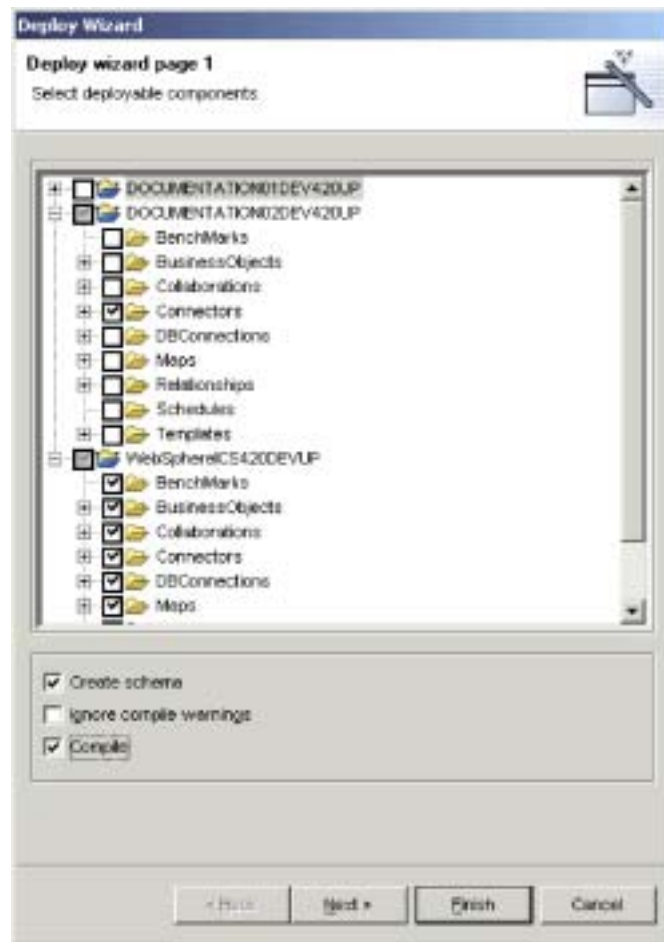 Deploy Wizard
Deploy wizard page 1
Select deployable components
DOCUMENTATION01DEV420UP
DOCUMENTATION02DEV420UP
BenchMarks
BusinessObjects
Collaborations
Connectors
DBConnections
Maps
Relationships
Schedules
Templates
WebSphereICS420DEVUP
BenchMarks
BusinessObjects
Collaborations
Connectors
DBConnections
Maps
Create schema
Ignore compile warnings
Compile
< Back
Next >
Finish
Cancel